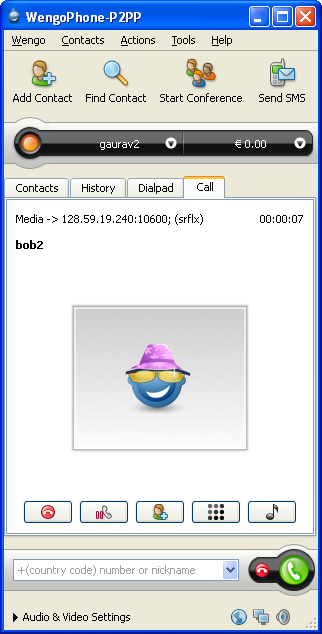 WengoPhone-P2PP
Wengo Contacts Actions Tools Help
Add Contact Find Contact Start Conference Send SMS
gaurav2 € 0.00
Contacts History Dialpad Call
Media -> 128.59.19.240:10600; (srflx) 00:00:07
bob2
+(country code) number or nickname
Audio & Video Settings